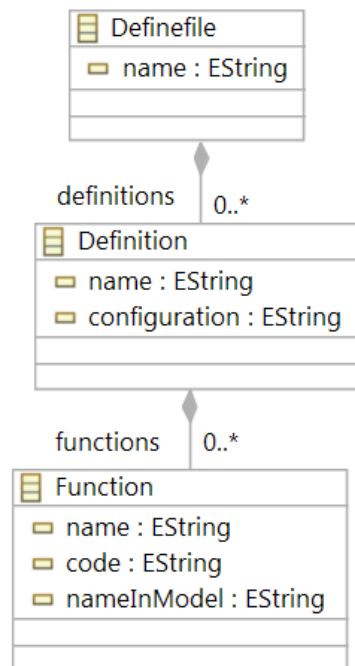 Definefile
name : EString
definitions
0..*
Definition
name : EString
configuration : EString
functions
0..*
Function
name : EString
code : EString
nameInModel : EString